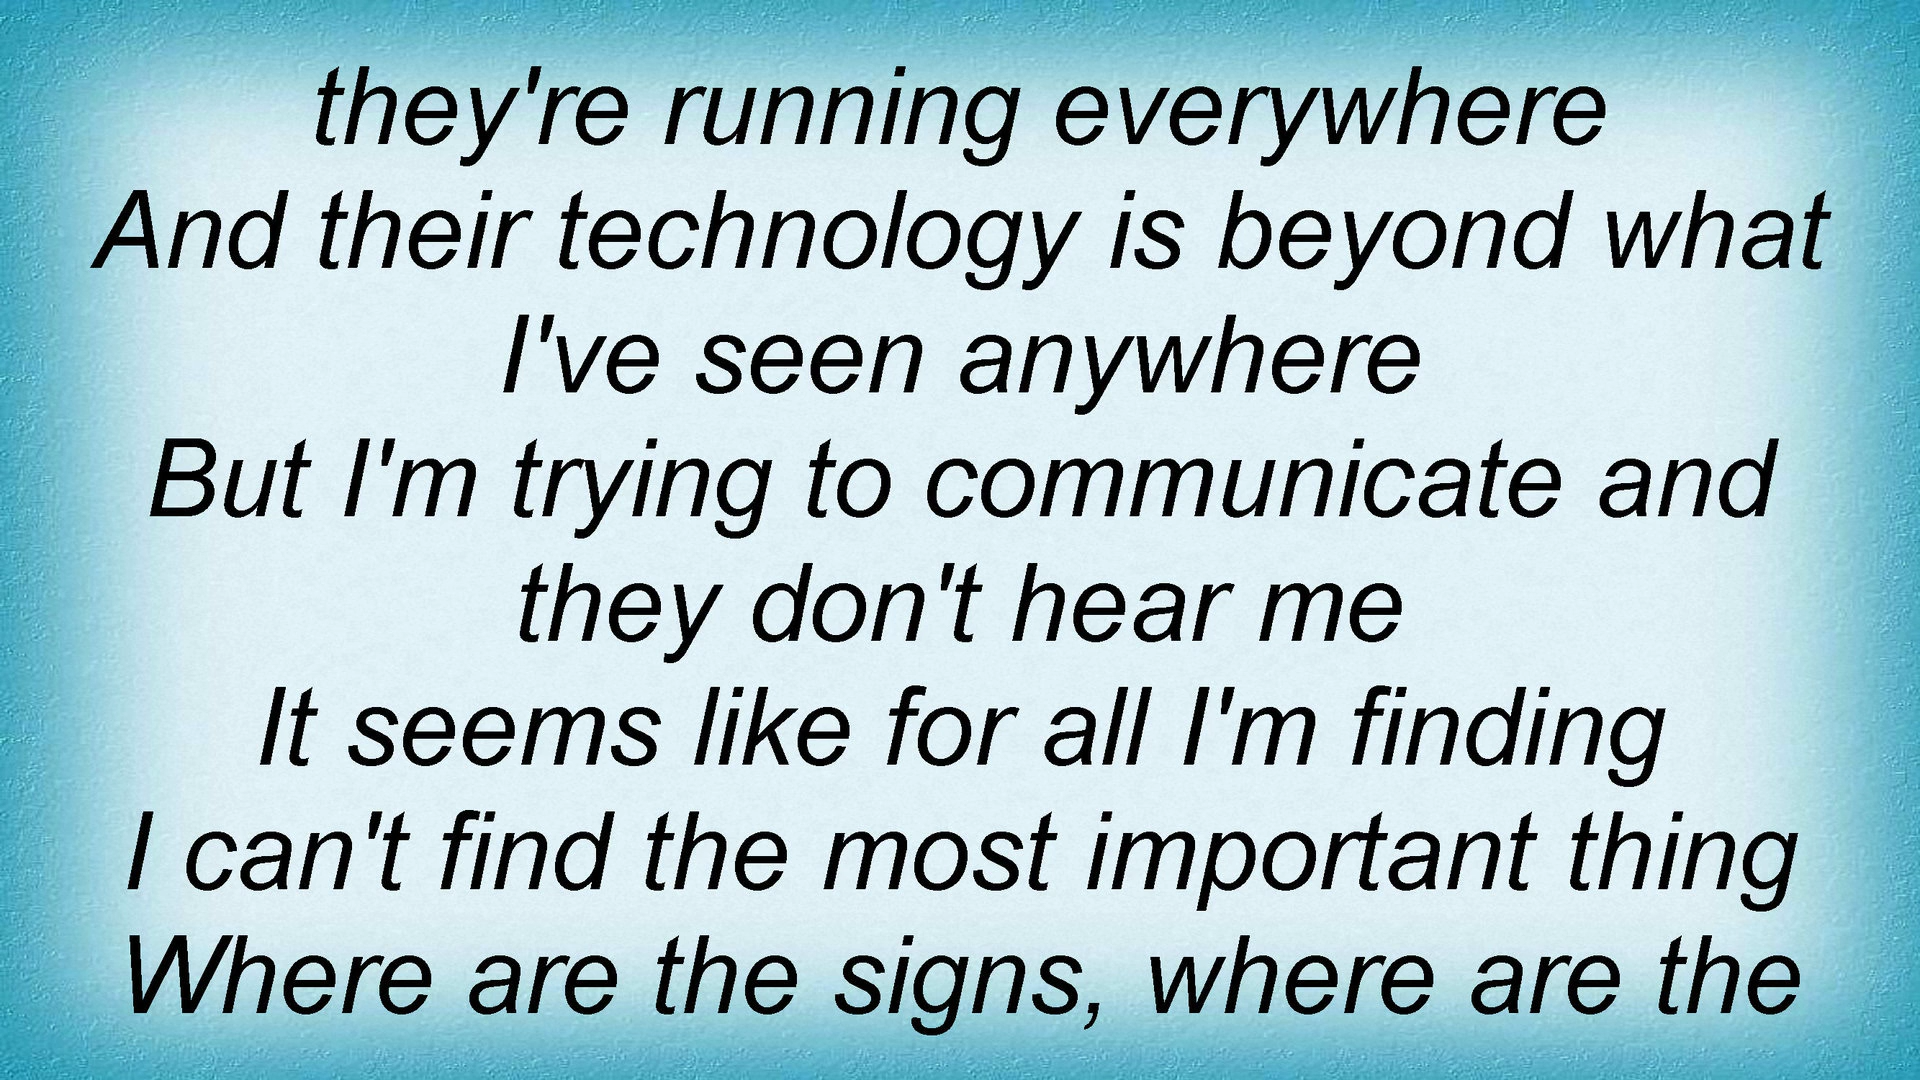 they're running everywhere
And their technology is beyond what
I've seen anywhere
But I'm trying to communicate and
they don't hear me
It seems like for all I'm finding
I can't find the most important thing
Where are the signs, where are the